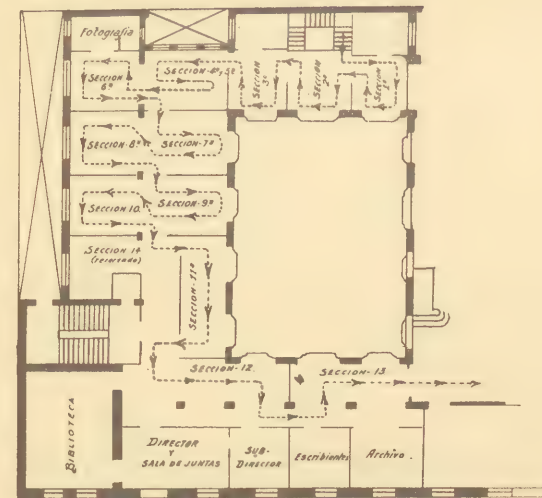 Fotografía
SECCION
6ª
SECCION-4ª y 5ª
SECCION
3ª
SECCION
2ª
SECCION
1ª
SECCION-8ª
SECCION-7ª
SECCION 10.
SECCION-9ª
SECCION 14
(reservado)
SECCION-11ª
SECCION-12.
SECCION-13.
BIBLIOTECA
DIRECTOR
Y
SALA DE JUNTAS
SUB-
DIRECTOR
Escribientes
Archivo.